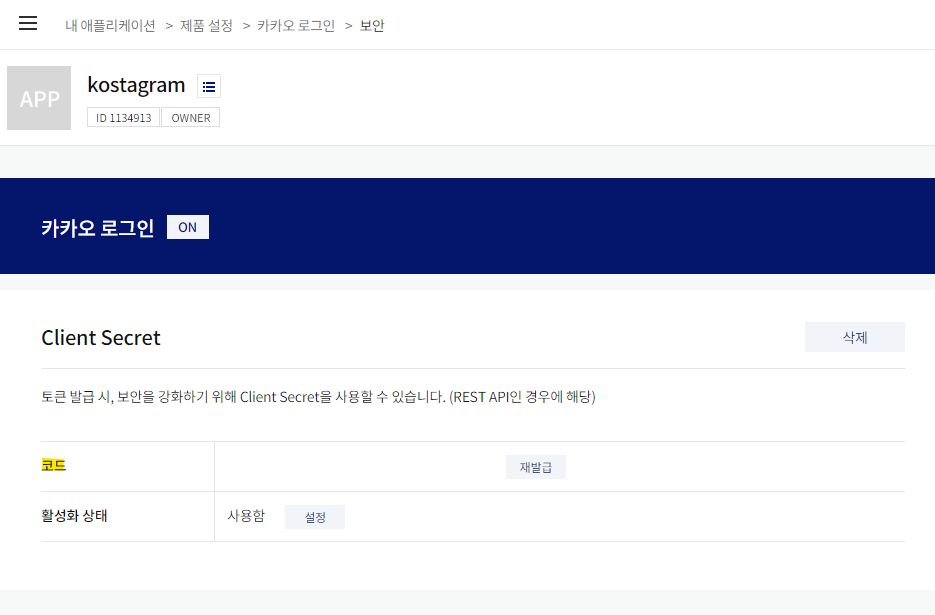 내 애플리케이션 > 제품 설정 > 카카오 로그인 > 보안
APP
kostagram
ID 1134913 OWNER
카카오 로그인 ON
Client Secret 삭제
토큰 발급 시, 보안을 강화하기 위해 Client Secret을 사용할 수 있습니다. (REST API인 경우에 해당)
코드 재발급
활성화 상태 사용함 설정